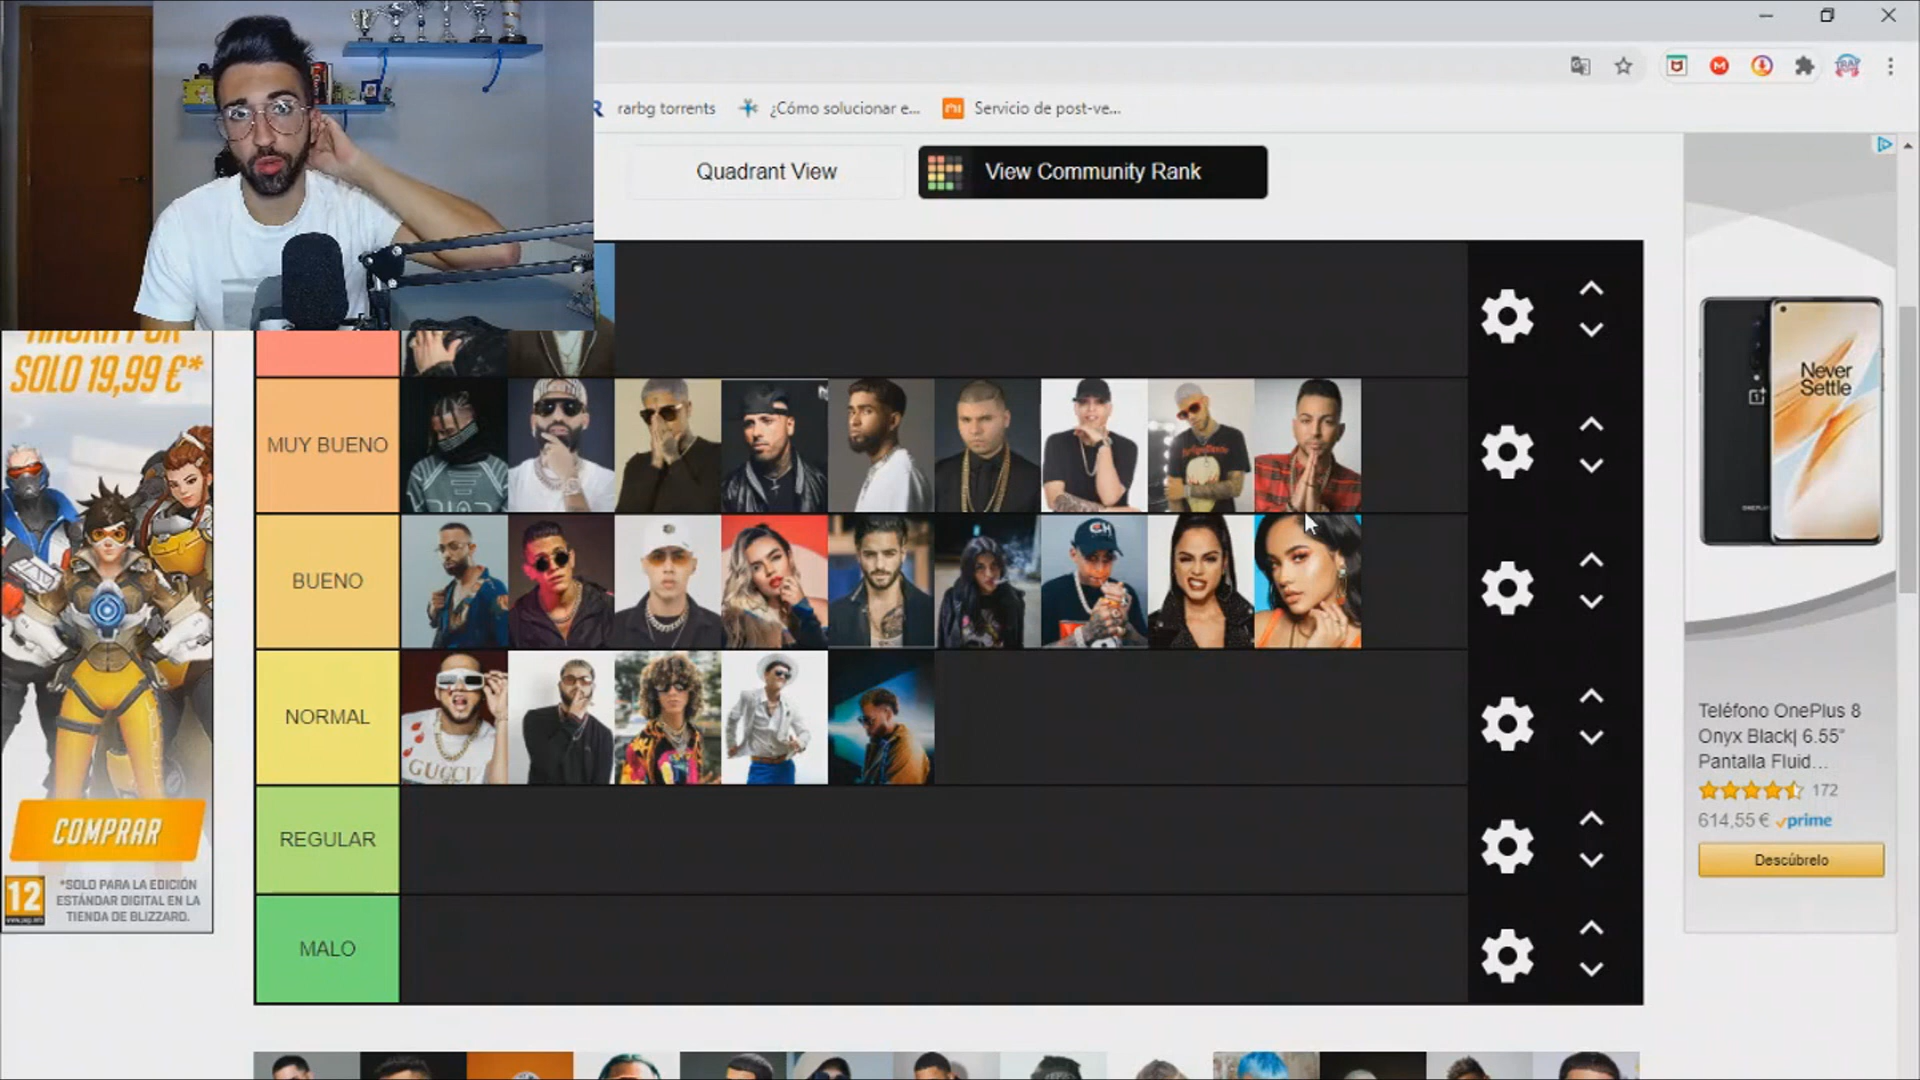 rarbg torrents
¿Cómo solucionar e...
Servicio de post-ve...
Quadrant View
View Community Rank
SOLO 19,99 €*
COMPRAR
12
*SOLO PARA LA EDICIÓN
ESTÁNDAR DIGITAL EN LA
TIENDA DE BLIZZARD.
MUY BUENO
BUENO
NORMAL
GUCCI
REGULAR
MALO
Never
Settle
Teléfono OnePlus 8
Onyx Black| 6.55"
Pantalla Fluid...
172
614,55 € prime
Descúbrelo